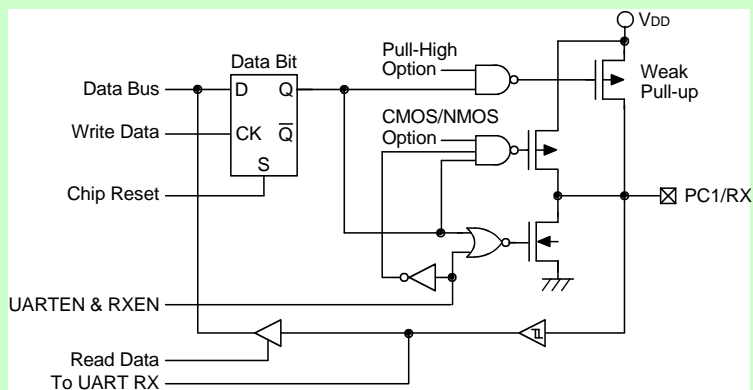 VDD
Pull-High
Option
Weak
Pull-up
Data Bit
Data Bus
D
Q
CMOS/NMOS
Option
Write Data
CK
Q
S
Chip Reset
PC1/RX
UARTEN & RXEN
Read Data
To UART RX